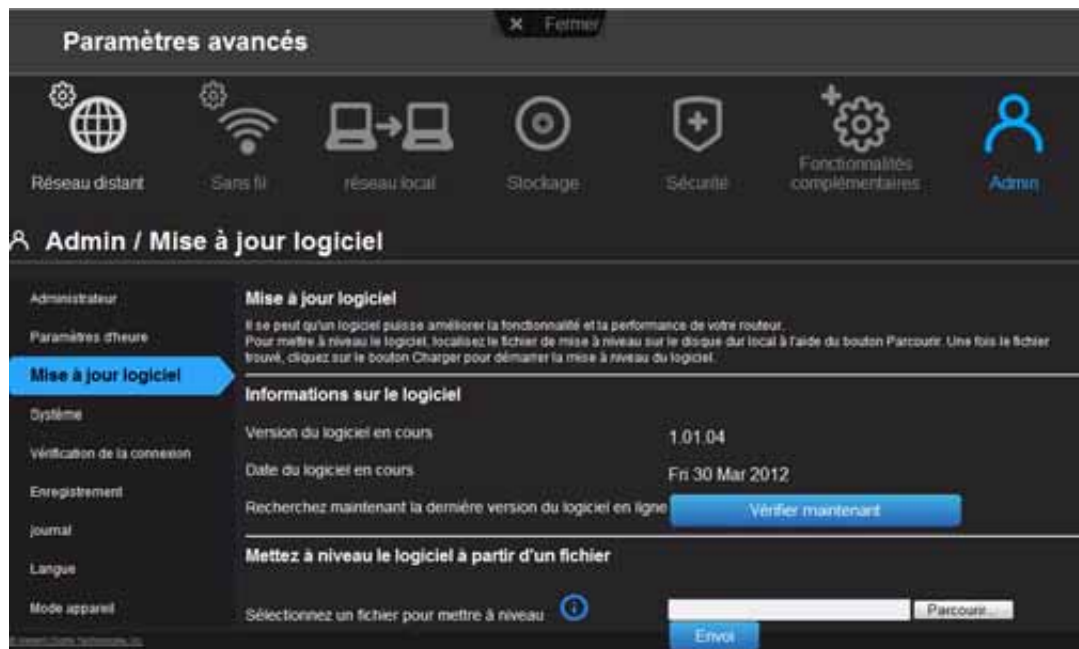 × Fermer
Paramètres avancés
Réseau distant
Sans fil
réseau local
Stockage
Sécurité
Fonctionnalités
complémentaires
Admin
Admin / Mise à jour logiciel
Administrateur
Paramètres d'heure
Mise à jour logiciel
Système
Vérification de la connexion
Enregistrement
journal
Langue
Mode appareil
Mise à jour logiciel
Il se peut qu'un logiciel puisse améliorer la fonctionnalité et la performance de votre routeur.
Pour mettre à niveau le logiciel, localisez le fichier de mise à niveau sur le disque dur local à l'aide du bouton Parcourir. Une fois le fichier
trouvé, cliquez sur le bouton Charger pour démarrer la mise à niveau du logiciel.
Informations sur le logiciel
Version du logiciel en cours
1.01.04
Date du logiciel en cours
Fri 30 Mar 2012
Recherchez maintenant la dernière version du logiciel en ligne
Vérifier maintenant
Mettez à niveau le logiciel à partir d'un fichier
Sélectionnez un fichier pour mettre à niveau
Parcourir...
Envoi